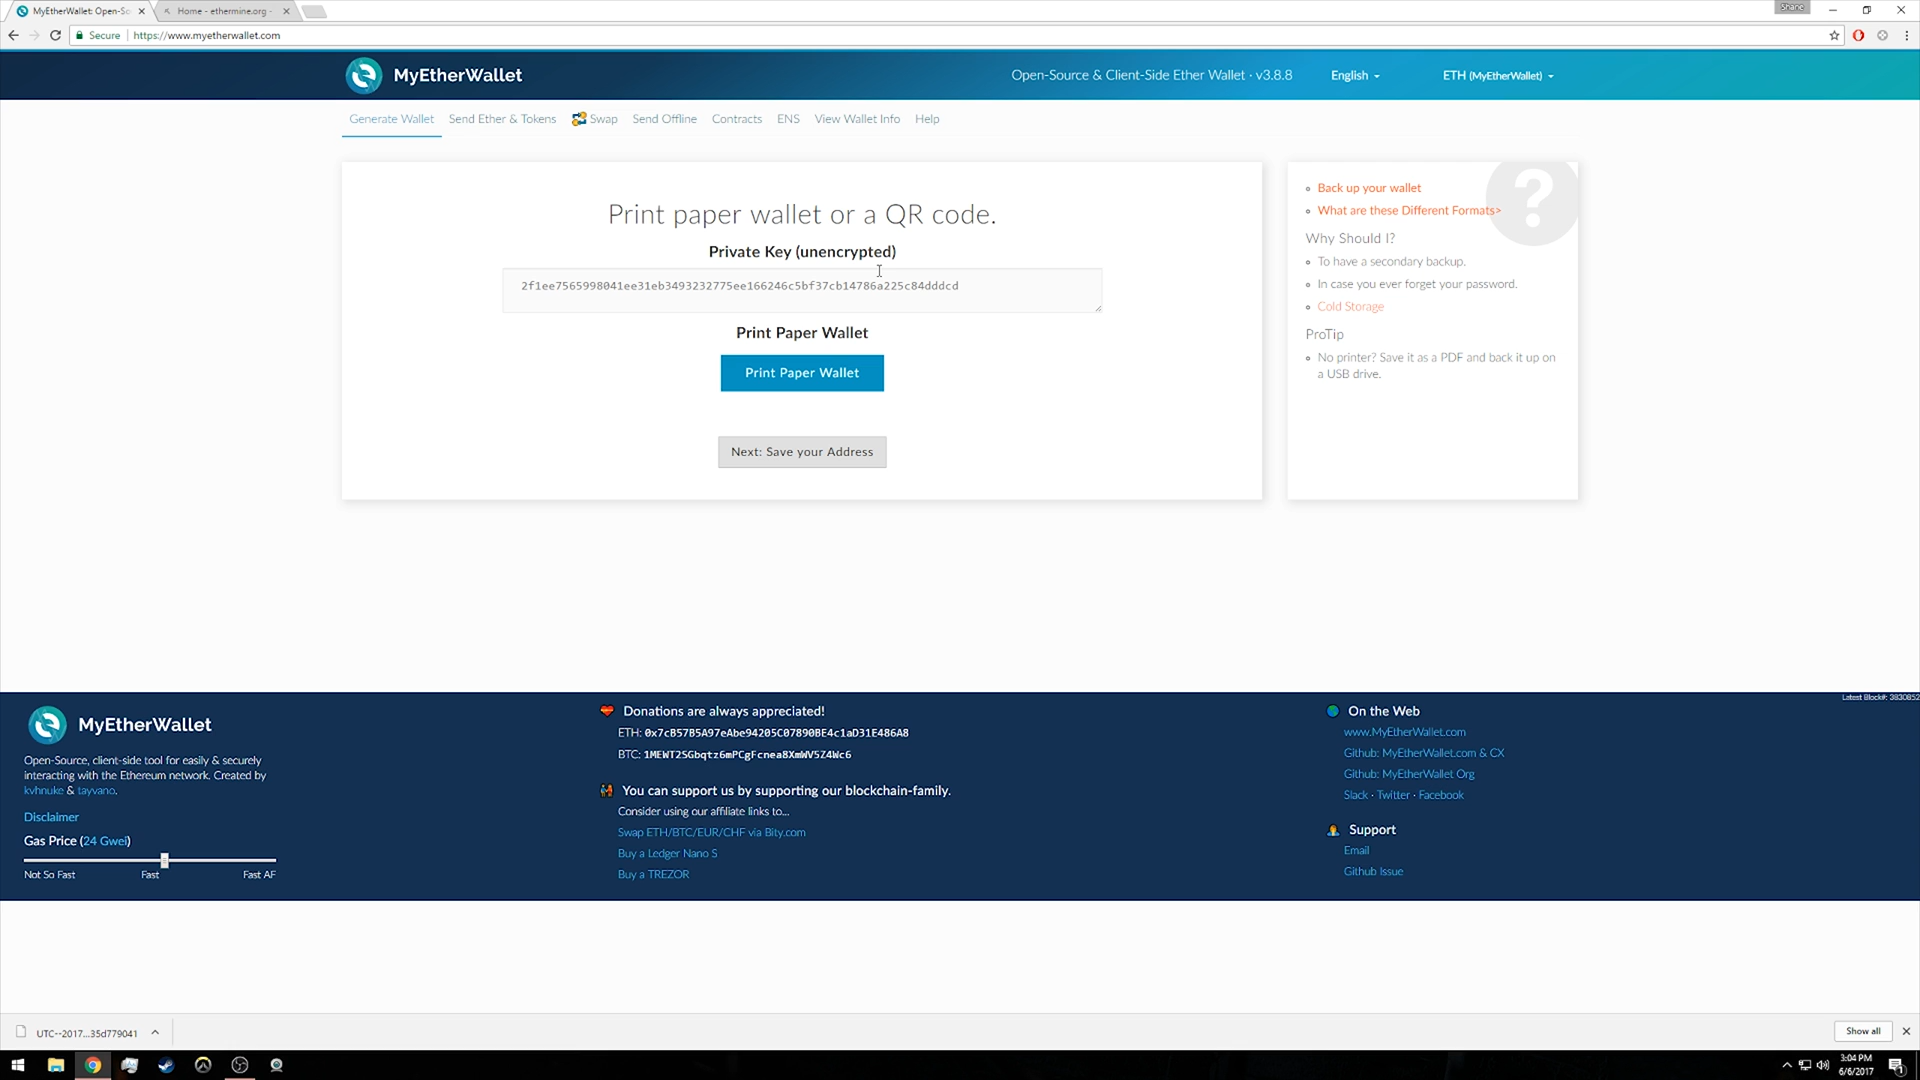 MyEtherWallet: Open-So
Home - ethermine.org -
Shane
Secure
https://www.myetherwallet.com
MyEtherWallet
Open-Source & Client-Side Ether Wallet · v3.8.8
English
ETH (MyEtherWallet)
Generate Wallet
Send Ether & Tokens
Swap
Send Offline
Contracts
ENS
View Wallet Info
Help
Print paper wallet or a QR code.
Private Key (unencrypted)
2f1ee7565998041ee31eb3493232775ee166246c5bf37cb14786a225c84dddcd
Print Paper Wallet
Print Paper Wallet
Next: Save your Address
?
Back up your wallet
What are these Different Formats>
Why Should I?
To have a secondary backup.
In case you ever forget your password.
Cold Storage
ProTip
No printer? Save it as a PDF and back it up on
a USB drive.
Latest Block#: 3830852
MyEtherWallet
Open-Source, client-side tool for easily & securely
interacting with the Ethereum network. Created by
kvhnuke & tayvano.
Disclaimer
Gas Price (24 Gwei)
Not So Fast
Fast
Fast AF
Donations are always appreciated!
ETH: 0x7cB57B5A97eAbe94205C07890BE4c1aD31E486A8
BTC: 1MEWT2SGbqtz6mPCgFcnea8XmWV5Z4Wc6
You can support us by supporting our blockchain-family.
Consider using our affiliate links to...
Swap ETH/BTC/EUR/CHF via Bity.com
Buy a Ledger Nano S
Buy a TREZOR
On the Web
www.MyEtherWallet.com
Github: MyEtherWallet.com & CX
Github: MyEtherWallet Org
Slack · Twitter · Facebook
Support
Email
Github Issue
UTC--2017...35d779041
Show all
3:04 PM
6/6/2017
1